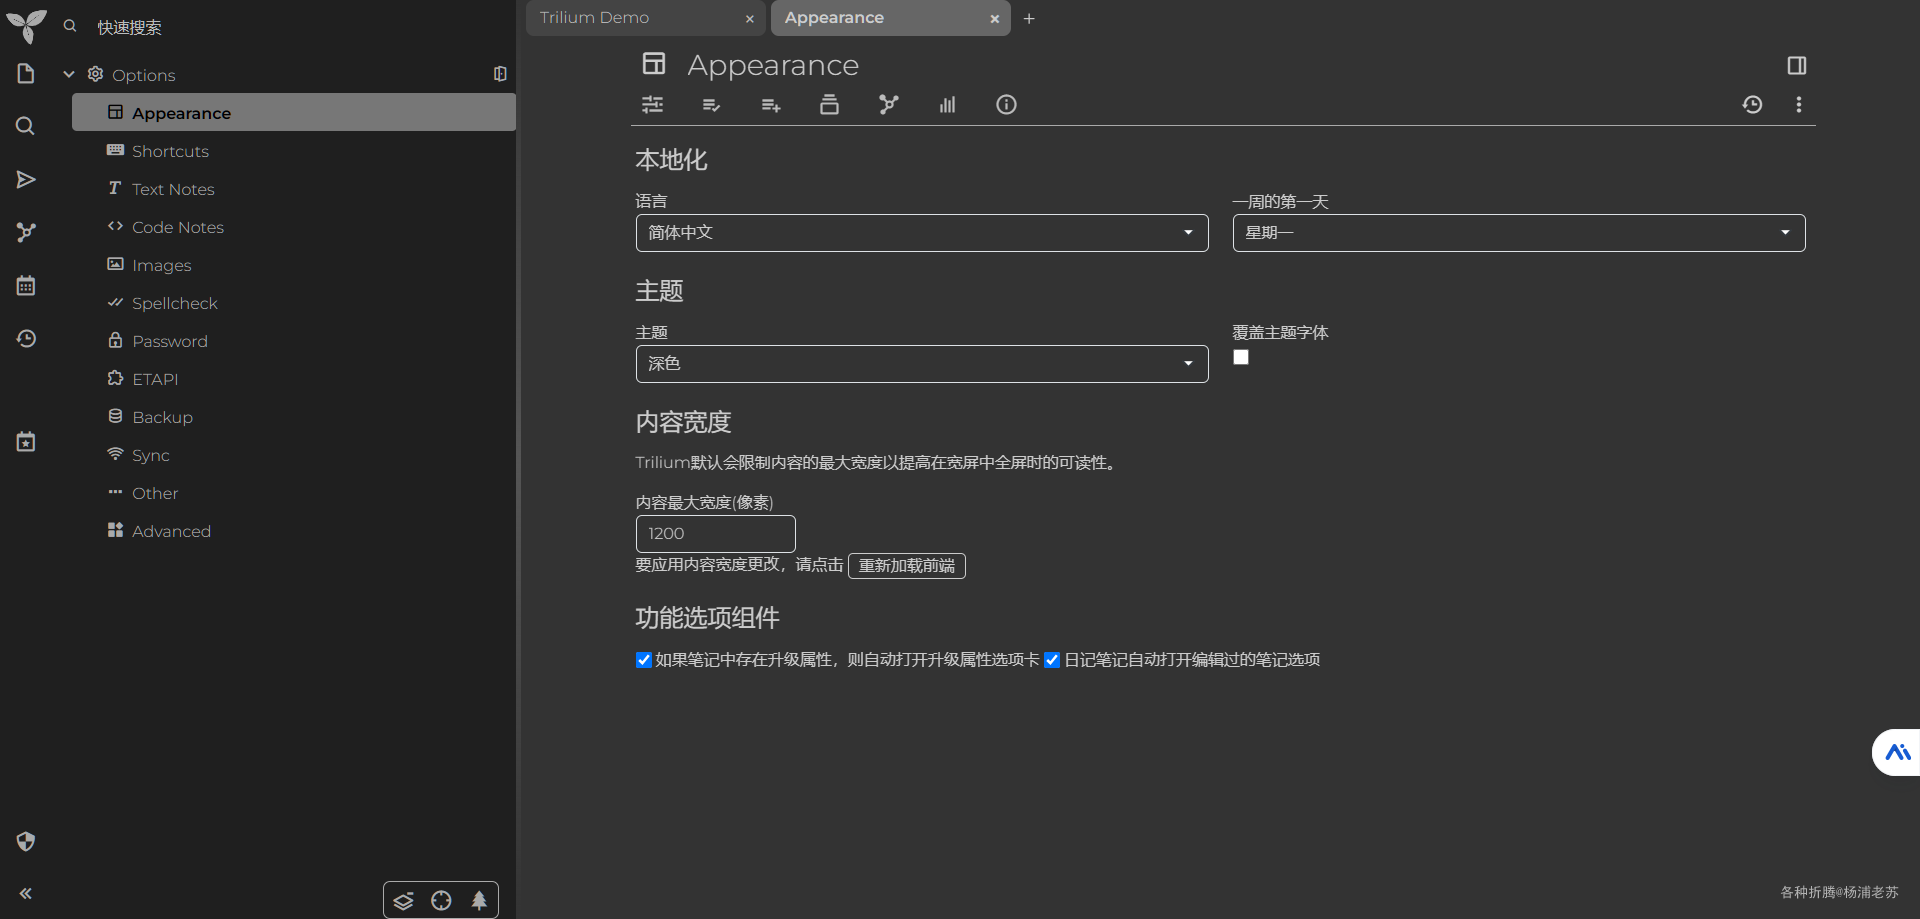 快速搜索
Options
Appearance
Shortcuts
Text Notes
Code Notes
Images
Spellcheck
Password
ETAPI
Backup
Sync
Other
Advanced
Trilium Demo × Appearance × +
Appearance
本地化
语言 一周的第一天
简体中文 星期一
主题
主题 覆盖主题字体
深色
内容宽度
Trilium默认会限制内容的最大宽度以提高在宽屏中全屏时的可读性。
内容最大宽度(像素)
1200
要应用内容宽度更改，请点击 重新加载前端
功能选项组件
如果笔记中存在升级属性，则自动打开升级属性选项卡 日记笔记自动打开编辑过的笔记选项
各种折腾@杨浦老苏